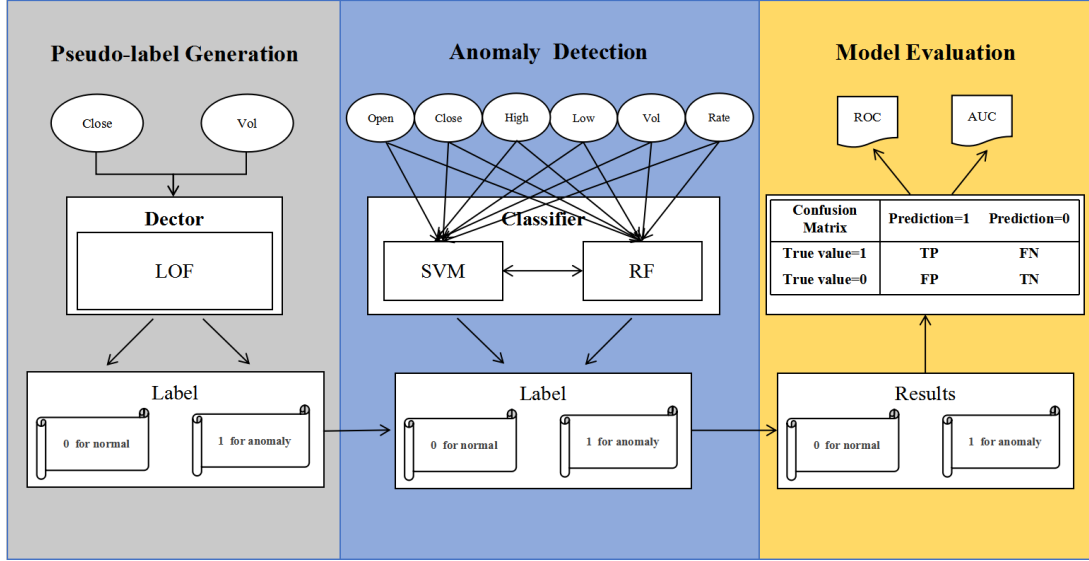 Pseudo-label Generation
Close
Vol
Dector
LOF
Label
0 for normal
1 for anomaly
Anomaly Detection
Open
Close
High
Low
Vol
Rate
Classifier
SVM
RF
Label
0 for normal
1 for anomaly
Model Evaluation
ROC
AUC
Confusion
Matrix
Prediction=1
Prediction=0
True value=1
TP
FN
True value=0
FP
TN
Results
0 for normal
1 for anomaly